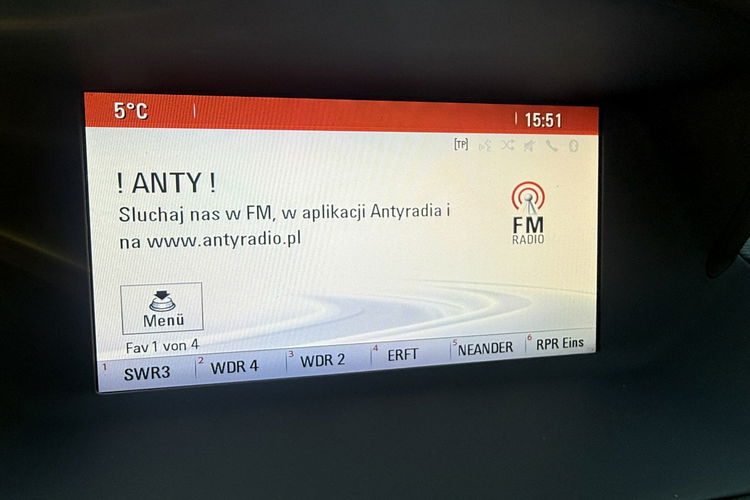 5°C
15:51
[TP]
! ANTY !
Sluchaj nas w FM, w aplikacji Antyradia i
na www.antyradio.pl
FM
RADIO
Menü
Fav 1 von 4
1 SWR3 2 WDR 4 3 WDR 2 4 ERFT 5 NEANDER 6 RPR Eins